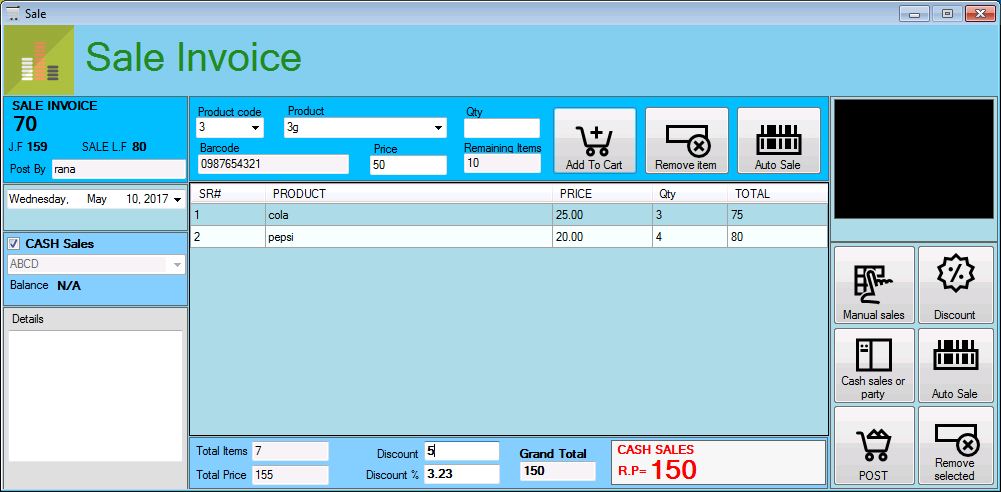 Sale
Sale Invoice
SALE INVOICE
70
J.F 159 SALE L.F 80
Post By rana
Wednesday, May 10, 2017
CASH Sales
ABCD
Balance N/A
Details
Product code Product Qty
3 3g
Barcode Price Remaining Items
0987654321 50 10
Add To Cart Remove item Auto Sale
SR# PRODUCT PRICE Qty TOTAL
1 cola 25.00 3 75
2 pepsi 20.00 4 80
Total Items 7 Discount 5 Grand Total
Total Price 155 Discount % 3.23 150
CASH SALES
R.P= 150
Manual sales Discount
Cash sales or party Auto Sale
POST Remove selected